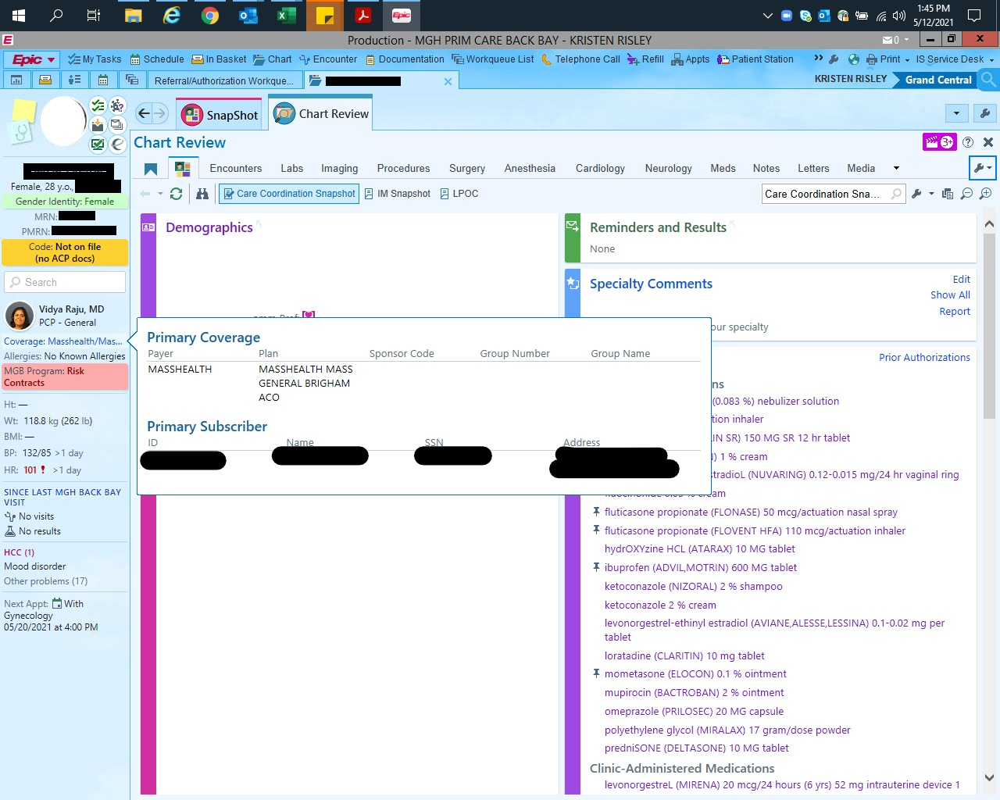 1:45 PM
5/12/2021
Epic
E
Production - MGH PRIM CARE BACK BAY - KRISTEN RISLEY
0
Epic
My Tasks Schedule In Basket Chart Encounter Documentation Workqueue List Telephone Call Refill Appts Patient Station Print IS Service Desk
Referral/Authorization Workque...
KRISTEN RISLEY Grand Central
SnapShot
Chart Review
Chart Review
3+
Encounters Labs Imaging Procedures Surgery Anesthesia Cardiology Neurology Meds Notes Letters Media
Care Coordination Snapshot IM Snapshot LPOC
Care Coordination Sna...
Female, 28 y.o.,
Gender Identity: Female
MRN:
PMRN:
Code: Not on file
(no ACP docs)
Search
Vidya Raju, MD
PCP - General
Coverage: Masshealth/Mas...
Allergies: No Known Allergies
MGB Program: Risk
Contracts
Ht: —
Wt: 118.8 kg (262 lb)
BMI: —
BP: 132/85 >1 day
HR: 101 ! >1 day
SINCE LAST MGH BACK BAY
VISIT
No visits
No results
HCC (1)
Mood disorder
Other problems (17)
Next Appt: With
Gynecology
05/20/2021 at 4:00 PM
Demographics
Primary Coverage
Payer Plan Sponsor Code Group Number Group Name
MASSHEALTH MASSHEALTH MASS
GENERAL BRIGHAM
ACO
Primary Subscriber
ID Name SSN Address
Reminders and Results
None
Specialty Comments
Edit
Show All
Report
our specialty
Prior Authorizations
ns
(0.083 %) nebulizer solution
tion inhaler
IN SR) 150 MG SR 12 hr tablet
) 1 % cream
estradioL (NUVARING) 0.12-0.015 mg/24 hr vaginal ring
cream
fluticasone propionate (FLONASE) 50 mcg/actuation nasal spray
fluticasone propionate (FLOVENT HFA) 110 mcg/actuation inhaler
hydrOXYzine HCL (ATARAX) 10 MG tablet
ibuprofen (ADVIL,MOTRIN) 600 MG tablet
ketoconazole (NIZORAL) 2 % shampoo
ketoconazole 2 % cream
levonorgestrel-ethinyl estradiol (AVIANE,ALESSE,LESSINA) 0.1-0.02 mg per
tablet
loratadine (CLARITIN) 10 mg tablet
mometasone (ELOCON) 0.1 % ointment
mupirocin (BACTROBAN) 2 % ointment
omeprazole (PRILOSEC) 20 MG capsule
polyethylene glycol (MIRALAX) 17 gram/dose powder
predniSONE (DELTASONE) 10 MG tablet
Clinic-Administered Medications
levonorgestreL (MIRENA) 20 mcg/24 hours (6 yrs) 52 mg intrauterine device 1